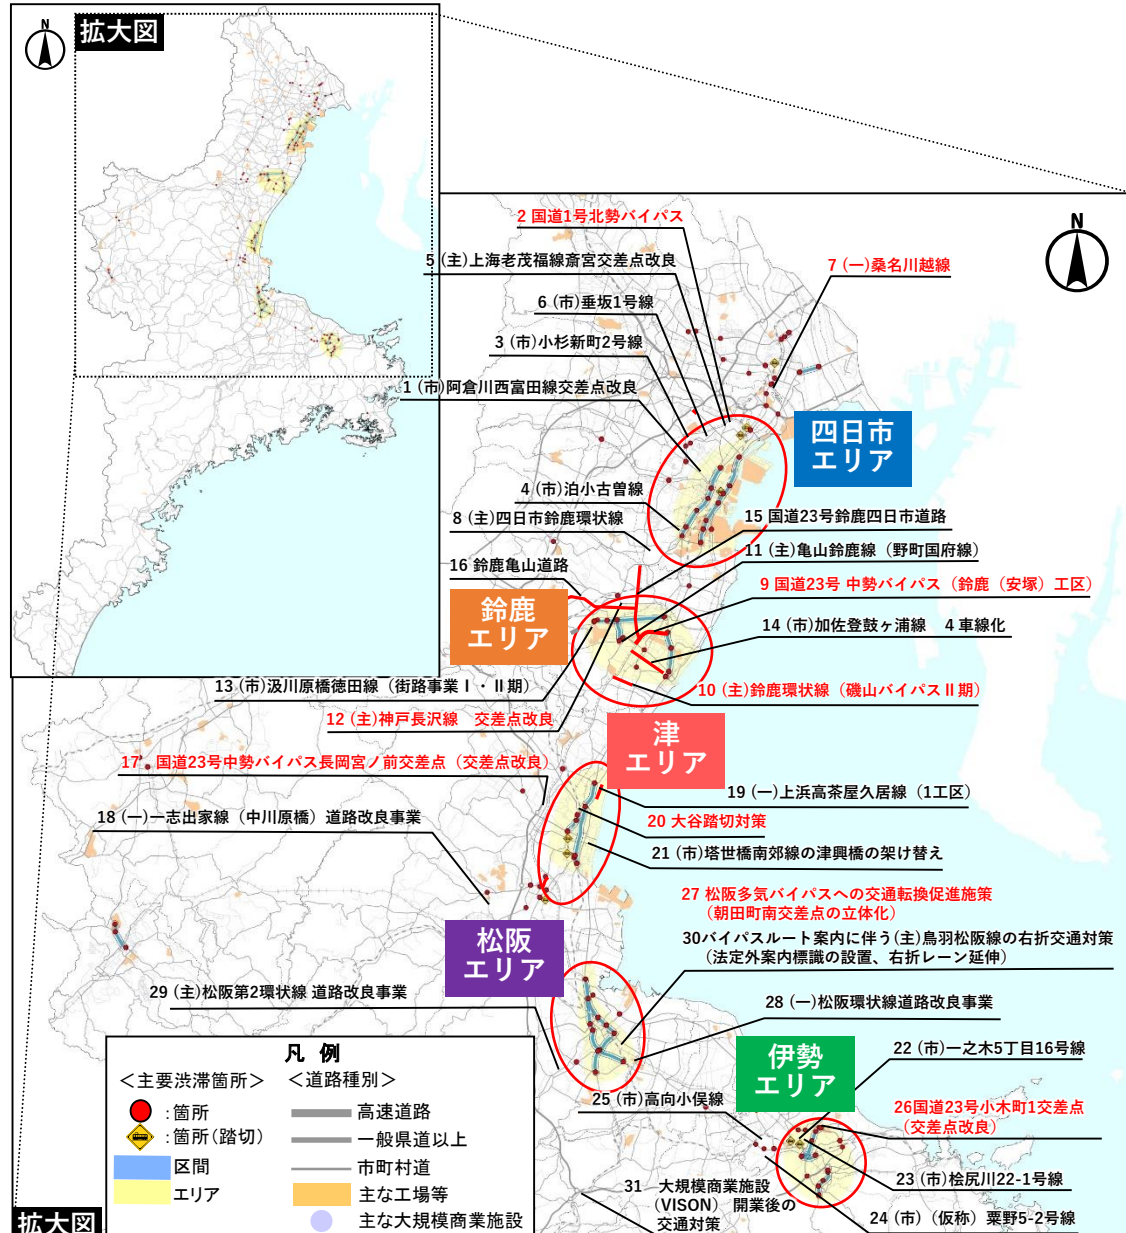 N
拡大図
N
2 国道1号北勢バイパス
5 (主)上海老茂福線斎宮交差点改良
7 (一)桑名川越線
6 (市)垂坂1号線
3 (市)小杉新町2号線
1 (市)阿倉川西富田線交差点改良
四日市
エリア
4 (市)泊小古曽線
8 (主)四日市鈴鹿環状線
15 国道23号鈴鹿四日市道路
11 (主)亀山鈴鹿線（野町国府線）
16 鈴鹿亀山道路
9 国道23号 中勢バイパス（鈴鹿（安塚）工区）
鈴鹿
エリア
14 (市)加佐登鼓ヶ浦線　4 車線化
13 (市)汲川原橋徳田線（街路事業Ⅰ・Ⅱ期）
10 (主)鈴鹿環状線（磯山バイパスⅡ期）
12 (主)神戸長沢線　交差点改良
津
エリア
17 国道23号中勢バイパス長岡宮ノ前交差点（交差点改良）
19 (一)上浜高茶屋久居線（1工区）
18 (一)一志出家線（中川原橋）道路改良事業
20 大谷踏切対策
21 (市)塔世橋南郊線の津興橋の架け替え
27 松阪多気バイパスへの交通転換促進施策
（朝田町南交差点の立体化）
松阪
エリア
30バイパスルート案内に伴う(主)鳥羽松阪線の右折交通対策
（法定外案内標識の設置、右折レーン延伸）
29 (主)松阪第2環状線 道路改良事業
28 (一)松阪環状線道路改良事業
伊勢
エリア
22 (市)一之木5丁目16号線
25 (市)高向小俣線
26国道23号小木町1交差点
（交差点改良）
23 (市)桧尻川22-1号線
31　大規模商業施設
（VISON）開業後の
交通対策
24 (市)（仮称）粟野5-2号線
凡 例
＜主要渋滞箇所＞
:箇所
:箇所(踏切)
区間
エリア
＜道路種別＞
高速道路
一般県道以上
市町村道
主な工場等
主な大規模商業施設
拡大図